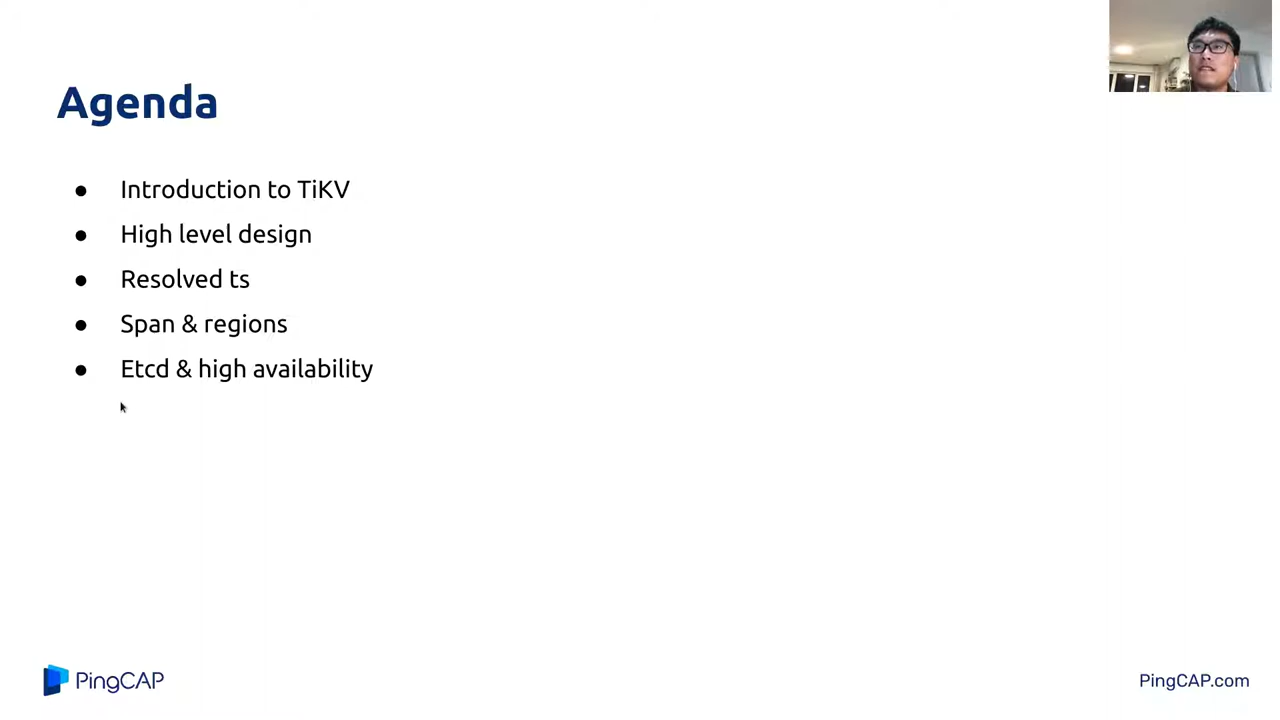 Agenda
● Introduction to TiKV
● High level design
● Resolved ts
● Span & regions
● Etcd & high availability
PingCAP
PingCAP.com